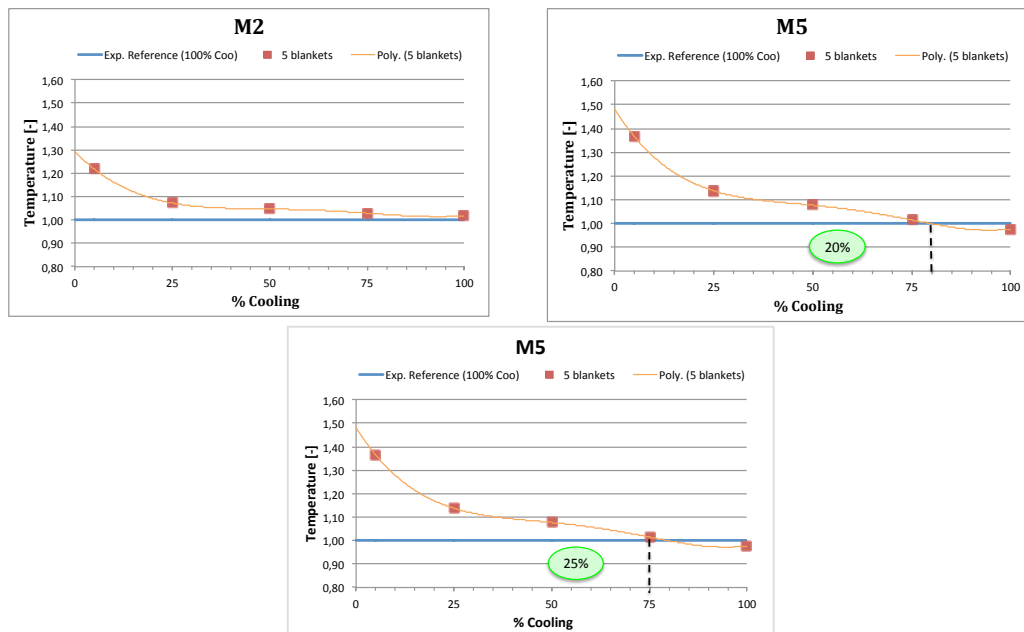 M2
Exp. Reference (100% Coo) 5 blankets Poly. (5 blankets)
Temperature [-]
1,60
1,50
1,40
1,30
1,20
1,10
1,00
0,90
0,80
0 25 50 75 100
% Cooling
M5
Exp. Reference (100% Coo) 5 blankets Poly. (5 blankets)
Temperature [-]
1,60
1,50
1,40
1,30
1,20
1,10
1,00
0,90
0,80
20%
0 25 50 75 100
% Cooling
M5
Exp. Reference (100% Coo) 5 blankets Poly. (5 blankets)
Temperature [-]
1,60
1,50
1,40
1,30
1,20
1,10
1,00
0,90
0,80
25%
0 25 50 75 100
% Cooling